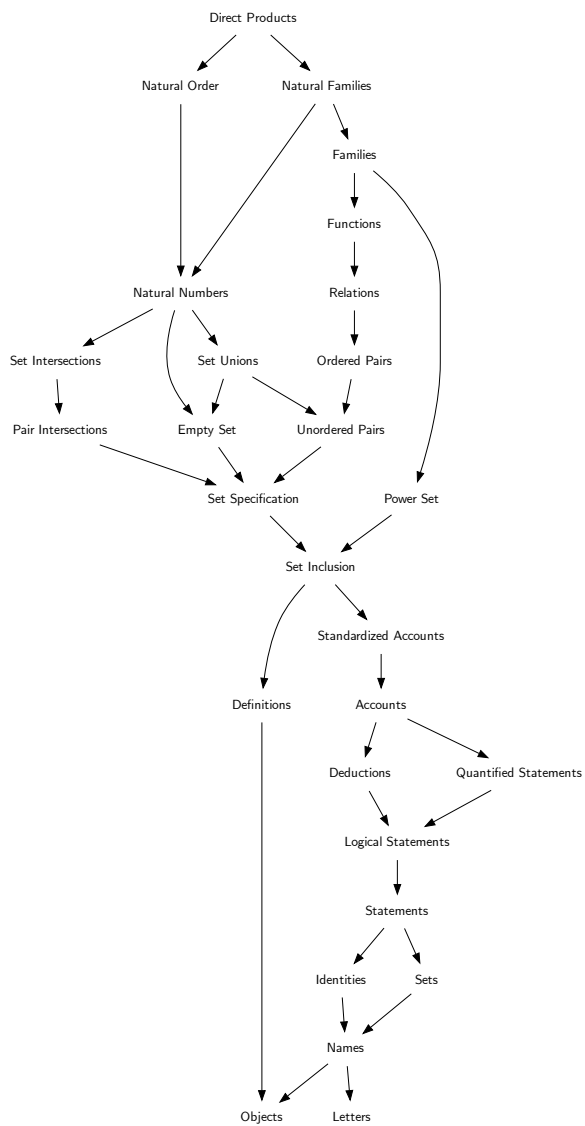 Direct Products
Natural Order
Natural Families
Families
Functions
Natural Numbers
Relations
Set Intersections
Set Unions
Ordered Pairs
Pair Intersections
Empty Set
Unordered Pairs
Set Specification
Power Set
Set Inclusion
Standardized Accounts
Definitions
Accounts
Deductions
Quantified Statements
Logical Statements
Statements
Identities
Sets
Names
Objects
Letters